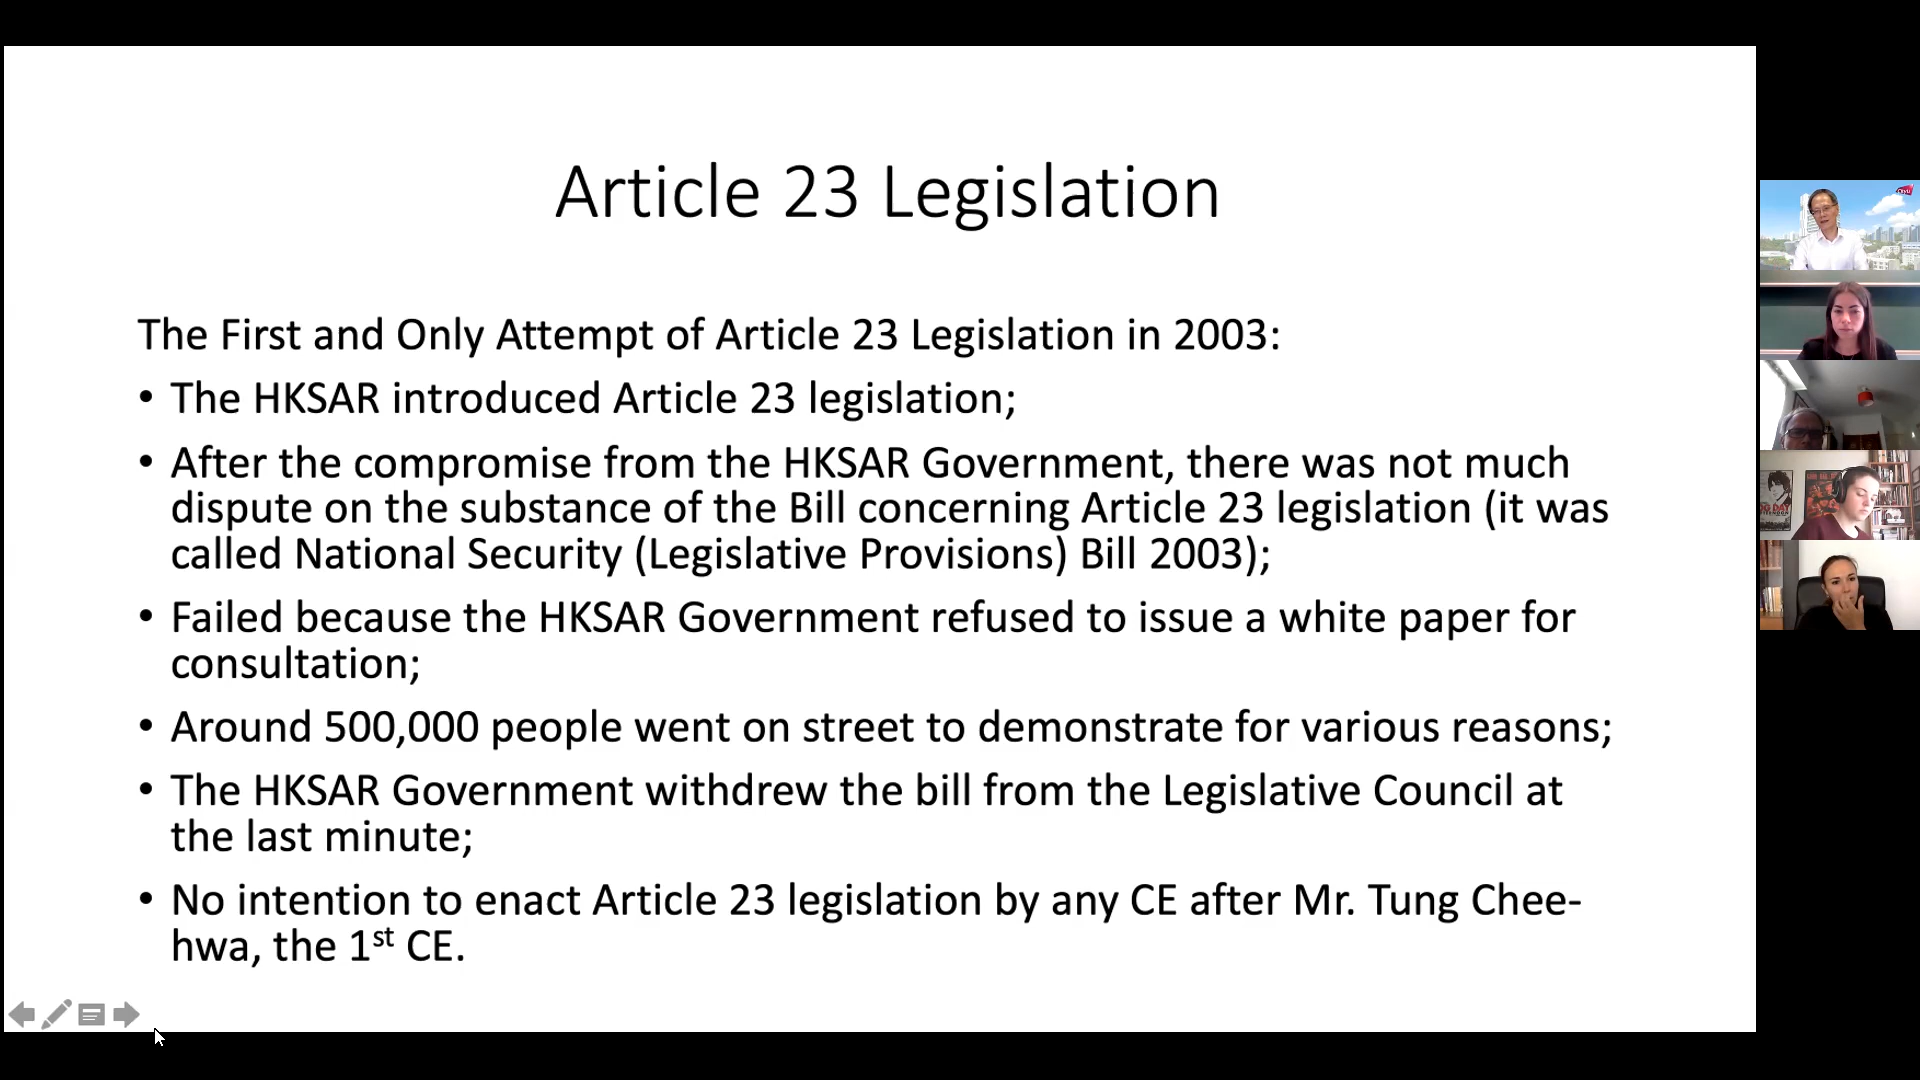 Article 23 Legislation
The First and Only Attempt of Article 23 Legislation in 2003:
• The HKSAR introduced Article 23 legislation;
• After the compromise from the HKSAR Government, there was not much
dispute on the substance of the Bill concerning Article 23 legislation (it was
called National Security (Legislative Provisions) Bill 2003);
• Failed because the HKSAR Government refused to issue a white paper for
consultation;
• Around 500,000 people went on street to demonstrate for various reasons;
• The HKSAR Government withdrew the bill from the Legislative Council at
the last minute;
• No intention to enact Article 23 legislation by any CE after Mr. Tung Chee-
hwa, the 1st CE.